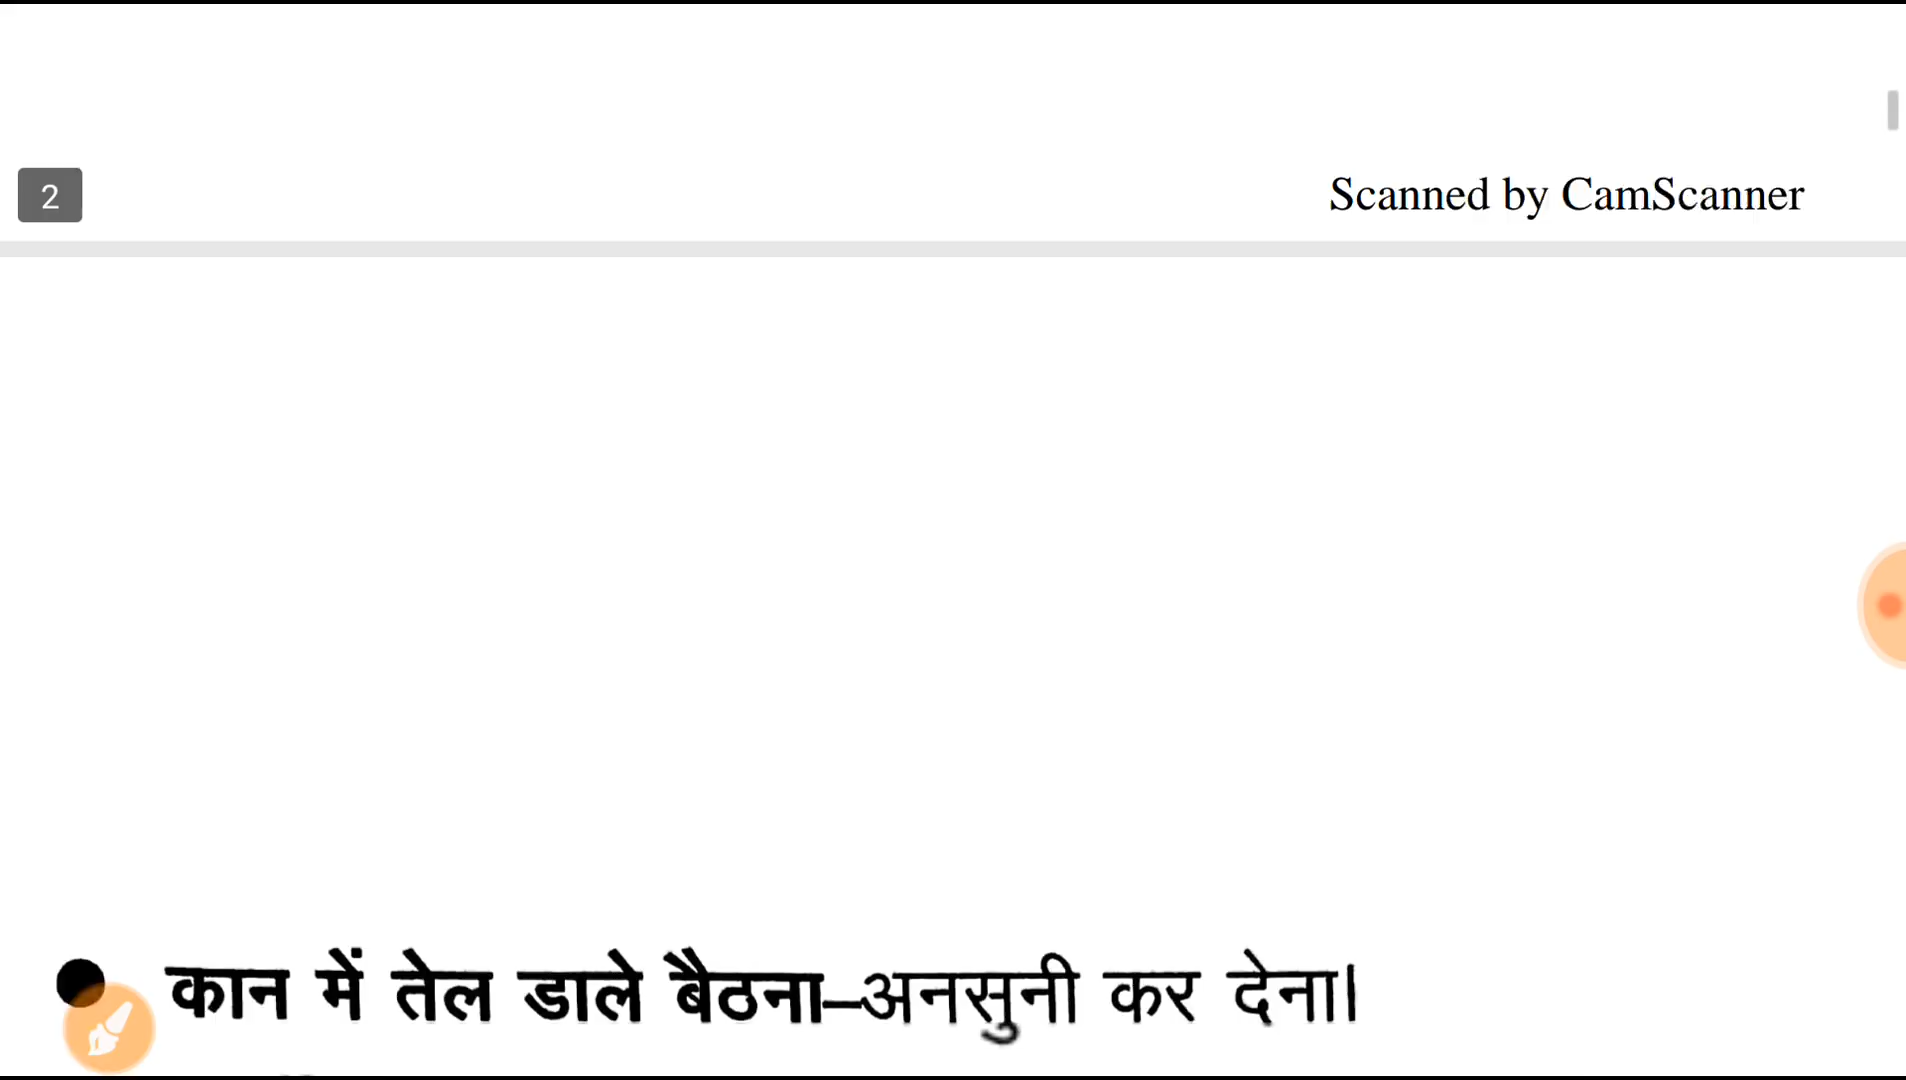 2
Scanned by CamScanner
● कान में तेल डाले बैठना–अनसुनी कर देना।